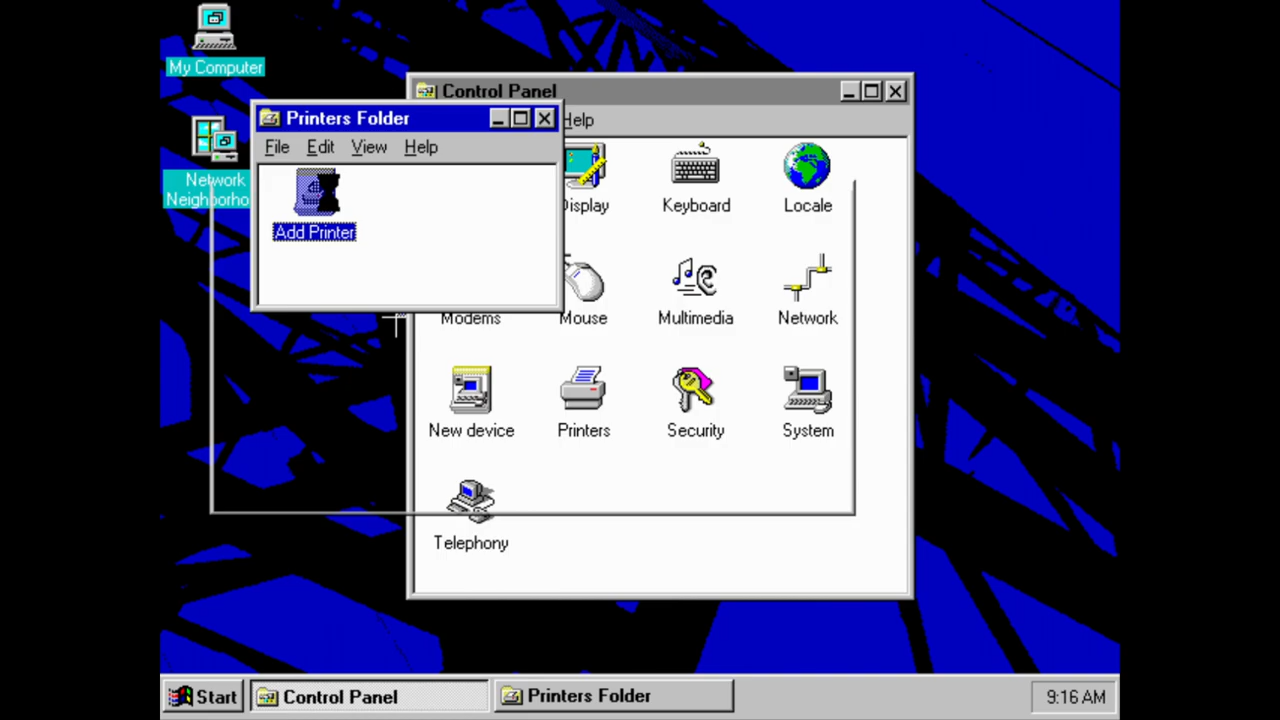 My Computer
Network
Neighborho
Control Panel
Help
Printers Folder
File Edit View Help
Add Printer
Display
Keyboard
Locale
Modems
Mouse
Multimedia
Network
New device
Printers
Security
System
Telephony
Start
Control Panel
Printers Folder
9:16 AM